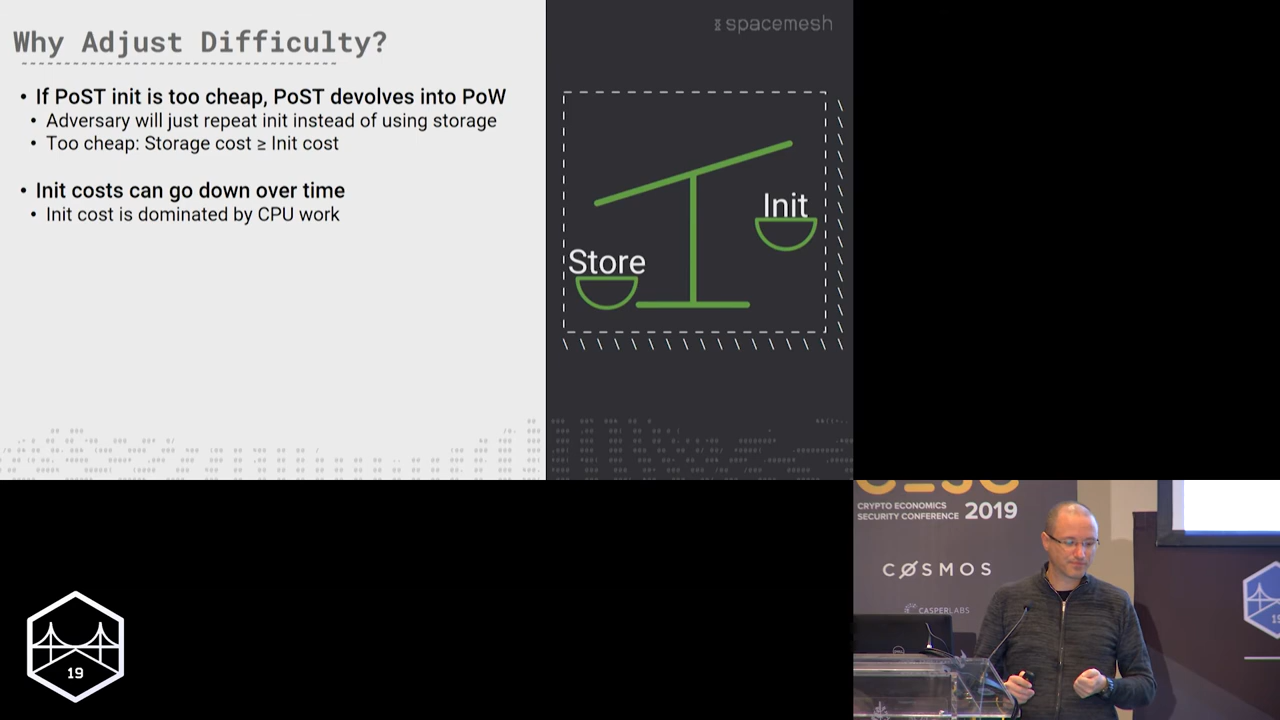 Why Adjust Difficulty?
• If PoST init is too cheap, PoST devolves into PoW
• Adversary will just repeat init instead of using storage
• Too cheap: Storage cost ≥ Init cost
• Init costs can go down over time
• Init cost is dominated by CPU work
spacemesh
Init
Store
CRYPTO ECONOMICS
SECURITY CONFERENCE 2019
CØSMOS
CASPERLABS
19